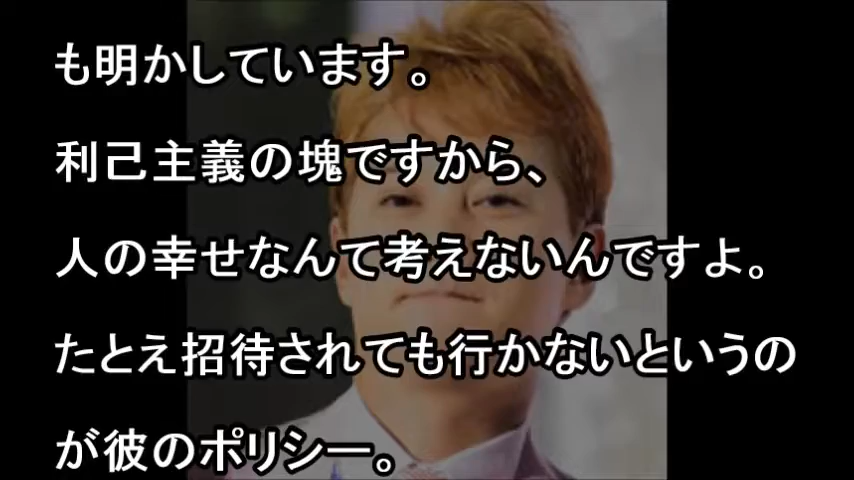 も明かしています。
利己主義の塊ですから、
人の幸せなんて考えないんですよ。
たとえ招待されても行かないというの
が彼のポリシー。